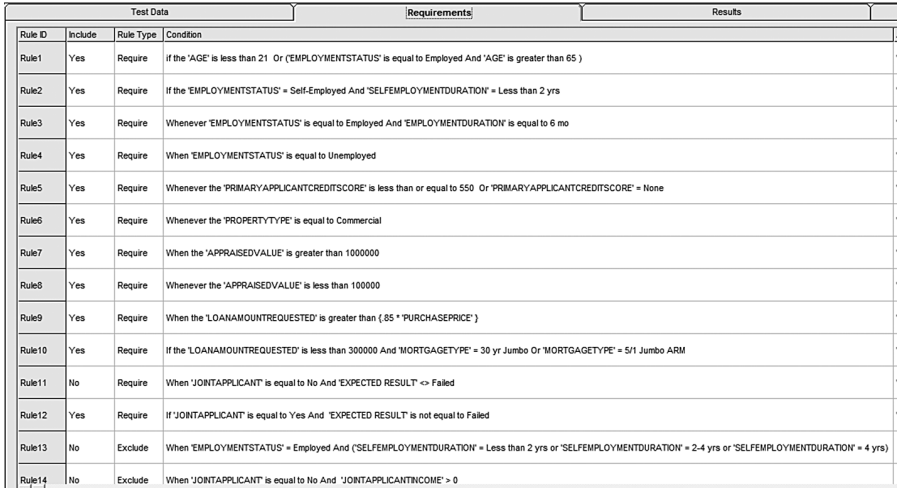 Test Data Requirements Results
Rule ID Include Rule Type Condition
Rule1 Yes Require if the 'AGE' is less than 21 Or ('EMPLOYMENTSTATUS' is equal to Employed And 'AGE' is greater than 65 )
Rule2 Yes Require If the 'EMPLOYMENTSTATUS' = Self-Employed And 'SELFEMPLOYMENTDURATION' = Less than 2 yrs
Rule3 Yes Require Whenever 'EMPLOYMENTSTATUS' is equal to Employed And 'EMPLOYMENTDURATION' is equal to 6 mo
Rule4 Yes Require When 'EMPLOYMENTSTATUS' is equal to Unemployed
Rule5 Yes Require Whenever the 'PRIMARYAPPLICANTCREDITSCORE' is less than or equal to 550 Or 'PRIMARYAPPLICANTCREDITSCORE' = None
Rule6 Yes Require Whenever the 'PROPERTYTYPE' is equal to Commercial
Rule7 Yes Require When the 'APPRAISEDVALUE' is greater than 1000000
Rule8 Yes Require Whenever the 'APPRAISEDVALUE' is less than 100000
Rule9 Yes Require When the 'LOANAMOUNTREQUESTED' is greater than {.85 * 'PURCHASEPRICE' }
Rule10 Yes Require If the 'LOANAMOUNTREQUESTED' is less than 300000 And 'MORTGAGETYPE' = 30 yr Jumbo Or 'MORTGAGETYPE' = 5/1 Jumbo ARM
Rule11 No Require When 'JOINTAPPLICANT' is equal to No And 'EXPECTED RESULT' <> Failed
Rule12 Yes Require If 'JOINTAPPLICANT' is equal to Yes And 'EXPECTED RESULT' is not equal to Failed
Rule13 No Exclude When 'EMPLOYMENTSTATUS' = Employed And ('SELFEMPLOYMENTDURATION' = Less than 2 yrs or 'SELFEMPLOYMENTDURATION' = 2-4 yrs or 'SELFEMPLOYMENTDURATION' = 4 yrs)
Rule14 No Exclude When 'JOINTAPPLICANT' is equal to No And 'JOINTAPPLICANTINCOME' > 0